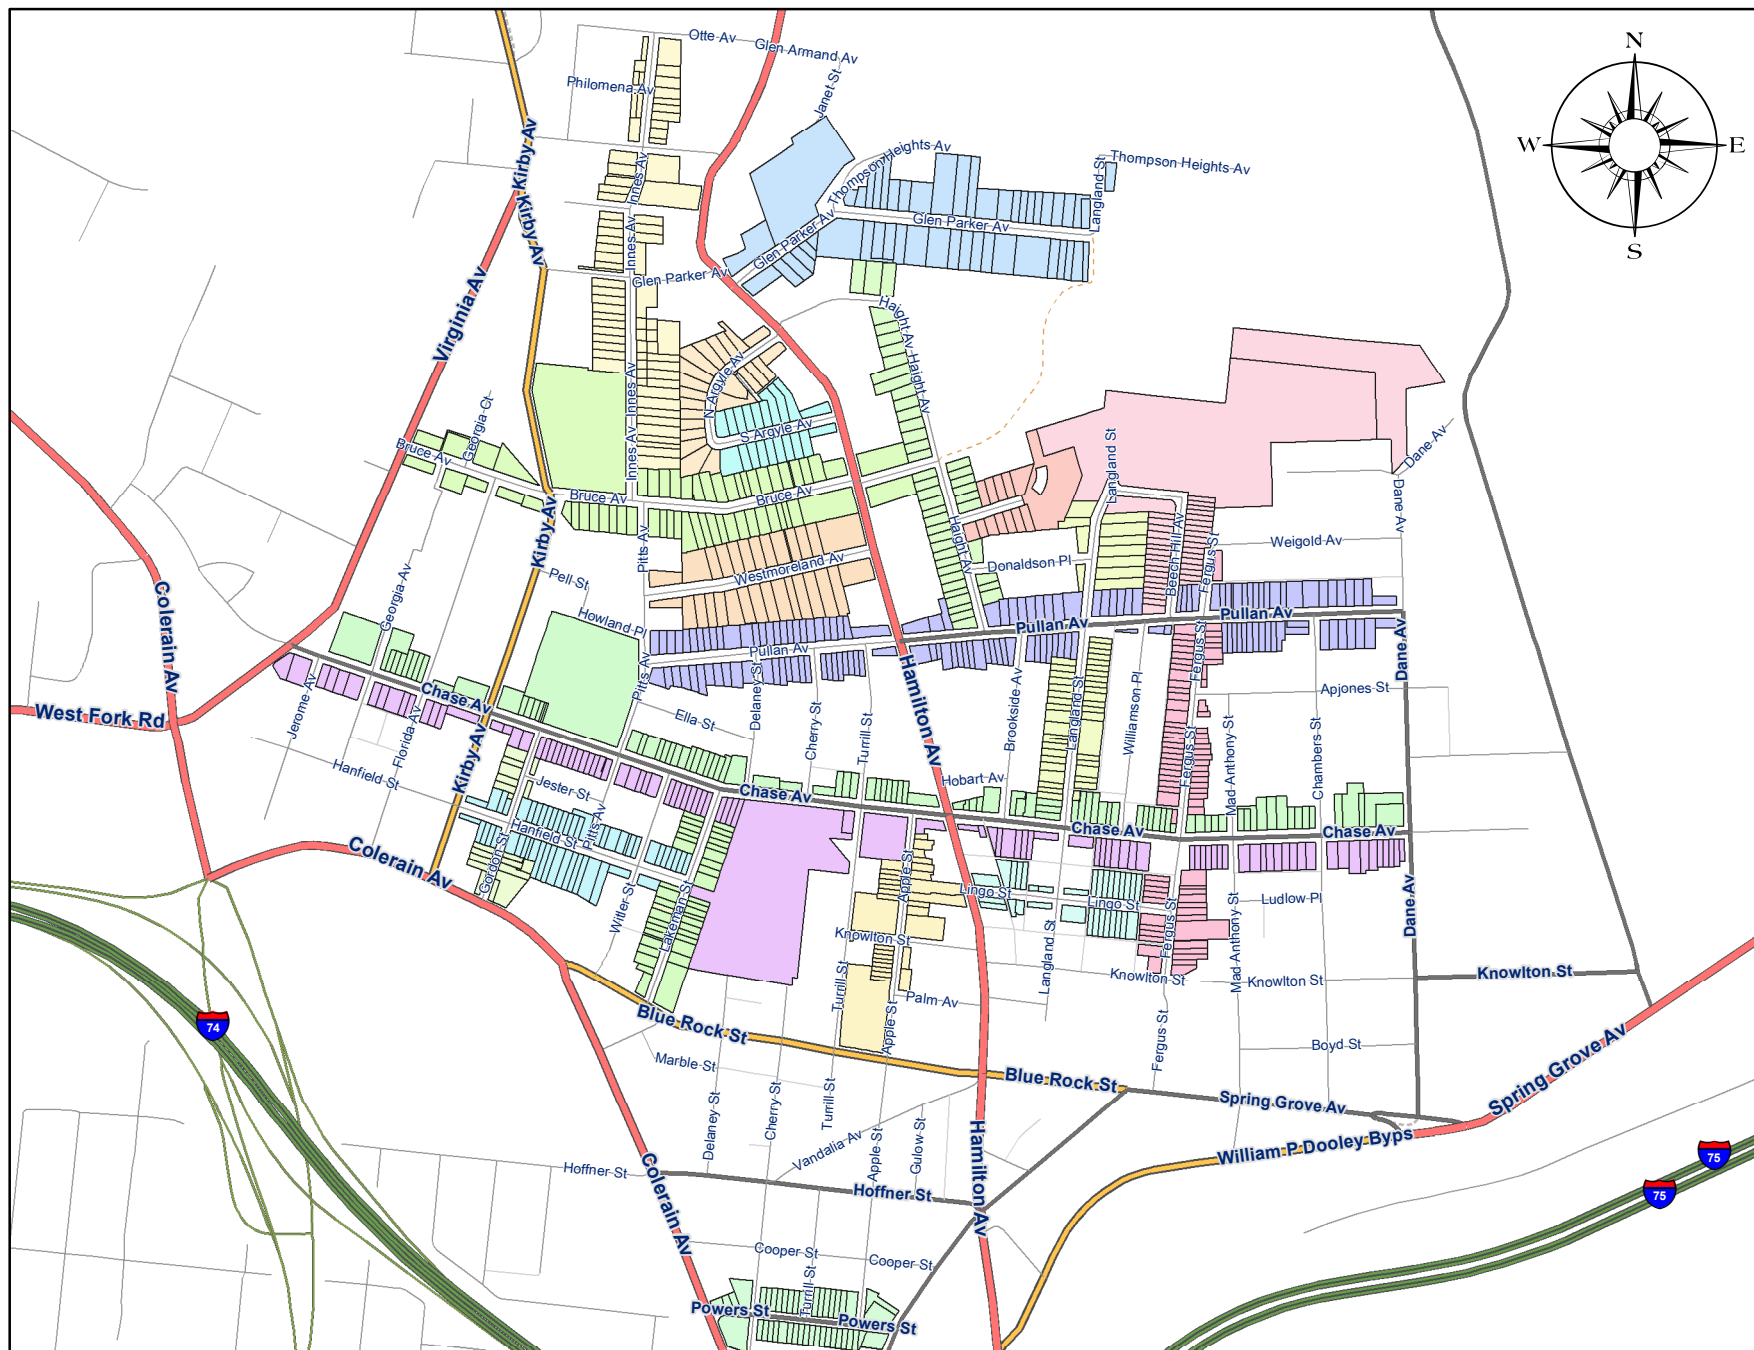 Otte Av
Glen Armand Av
N
W
E
S
Philomena Av
Janet St
Kirby Av
Kirby Av
Innes Av
Thompson Heights Av
Thompson Heights Av
Langland St
Innes Av
Glen Parker Av
Glen Parker Av
Glen Parker Av
Virginia Av
Haight Av
Haight Av
N Argyle Av
Innes Av
Innes Av
S Argyle Av
Georgia Ct
Bruce Av
Bruce Av
Bruce Av
Langland St
Dane Av
Dane Av
Kirby Av
Pitts Av
Haight Av
Beech Hill Av
Fergus St
Weigold Av
Westmoreland Av
Donaldson Pl
Pell St
Colerain Av
Georgia Av
Howland Pl
Pullan Av
Pullan Av
Pullan Av
Dane Av
Fergus St
Pitts Av
Hamilton Av
Apjones St
Chase Av
West Fork Rd
Jerome Av
Florida Av
Ella St
Delaney St
Cherry St
Turrill St
Brookside Av
Langland St
Williamson Pl
Fergus St
Mad Anthony St
Chambers St
Kirby Av
Hanfield St
Jester St
Hobart Av
Chase Av
Chase Av
Chase Av
Hanfield St
Pitts Av
Colerain Av
Gordon St
Witler St
Lakeman St
Apple St
Lingo St
Lingo St
Ludlow Pl
Fergus St
Mad Anthony St
Dane Av
Knowlton St
Langland St
Knowlton St
Knowlton St
Knowlton St
Turrill St
Palm Av
Apple St
74
Blue Rock St
Fergus St
Boyd St
Marble St
Blue Rock St
Spring Grove Av
Spring Grove Av
Delaney St
Cherry St
Turrill St
Vandalia Av
Apple St
Gulow St
Hamilton Av
William P Dooley Byps
75
75
Hoffner St
Hoffner St
Colerain Av
Cooper St
Cooper St
Turrill St
Powers St
Powers St